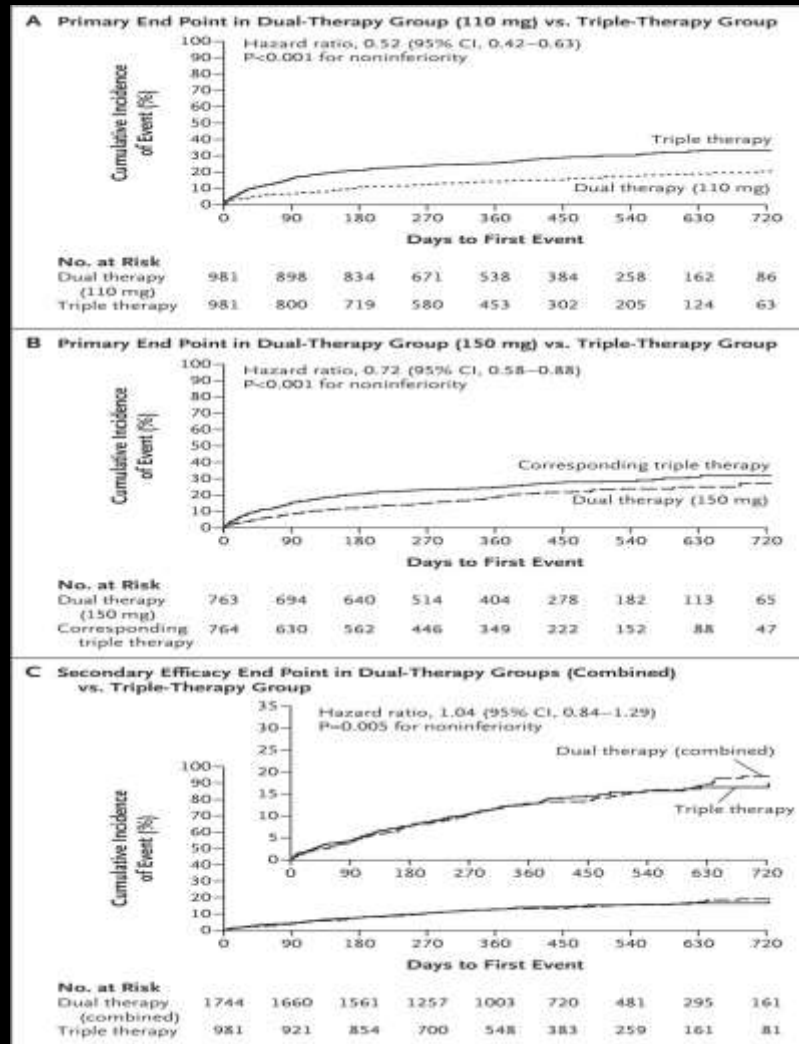 A Primary End Point in Dual-Therapy Group (110 mg) vs. Triple-Therapy Group
Cumulative Incidence
of Event (%)
100
90
80
70
60
50
40
30
20
10
0
Hazard ratio, 0.52 (95% CI, 0.42–0.63)
P<0.001 for noninferiority
Triple therapy
Dual therapy (110 mg)
0 90 180 270 360 450 540 630 720
Days to First Event
No. at Risk
Dual therapy 981 898 834 671 538 384 258 162 86
(110 mg)
Triple therapy 981 800 719 580 453 302 205 124 63
B Primary End Point in Dual-Therapy Group (150 mg) vs. Triple-Therapy Group
Cumulative Incidence
of Event (%)
100
90
80
70
60
50
40
30
20
10
0
Hazard ratio, 0.72 (95% CI, 0.58–0.88)
P<0.001 for noninferiority
Corresponding triple therapy
Dual therapy (150 mg)
0 90 180 270 360 450 540 630 720
Days to First Event
No. at Risk
Dual therapy 763 694 640 514 404 278 182 113 65
(150 mg)
Corresponding 764 630 562 446 349 222 152 88 47
triple therapy
C Secondary Efficacy End Point in Dual-Therapy Groups (Combined)
vs. Triple-Therapy Group
35
30
25
20
15
10
5
0
Hazard ratio, 1.04 (95% CI, 0.84–1.29)
P=0.005 for noninferiority
Dual therapy (combined)
Triple therapy
0 90 180 270 360 450 540 630 720
Cumulative Incidence
of Event (%)
100
90
80
70
60
50
40
30
20
10
0
0 90 180 270 360 450 540 630 720
Days to First Event
No. at Risk
Dual therapy 1744 1660 1561 1257 1003 720 481 295 161
(combined)
Triple therapy 981 921 854 700 548 383 259 161 81